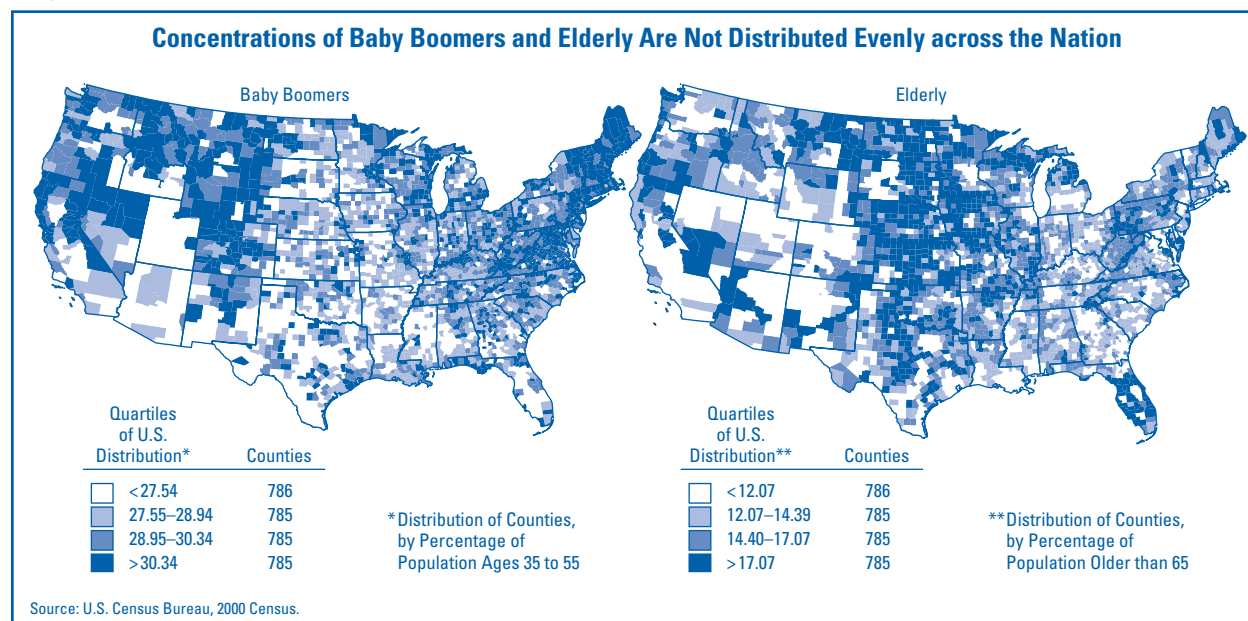 Concentrations of Baby Boomers and Elderly Are Not Distributed Evenly across the Nation
Baby Boomers
Quartiles
of U.S.
Distribution* Counties
<27.54 786
27.55–28.94 785
28.95–30.34 785
>30.34 785
*Distribution of Counties,
by Percentage of
Population Ages 35 to 55
Elderly
Quartiles
of U.S.
Distribution** Counties
<12.07 786
12.07–14.39 785
14.40–17.07 785
>17.07 785
**Distribution of Counties,
by Percentage of
Population Older than 65
Source: U.S. Census Bureau, 2000 Census.